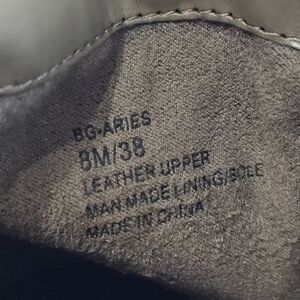 BG-ARIES
8M/38
LEATHER UPPER
MAN MADE LINING/SOLE
MADE IN CHINA